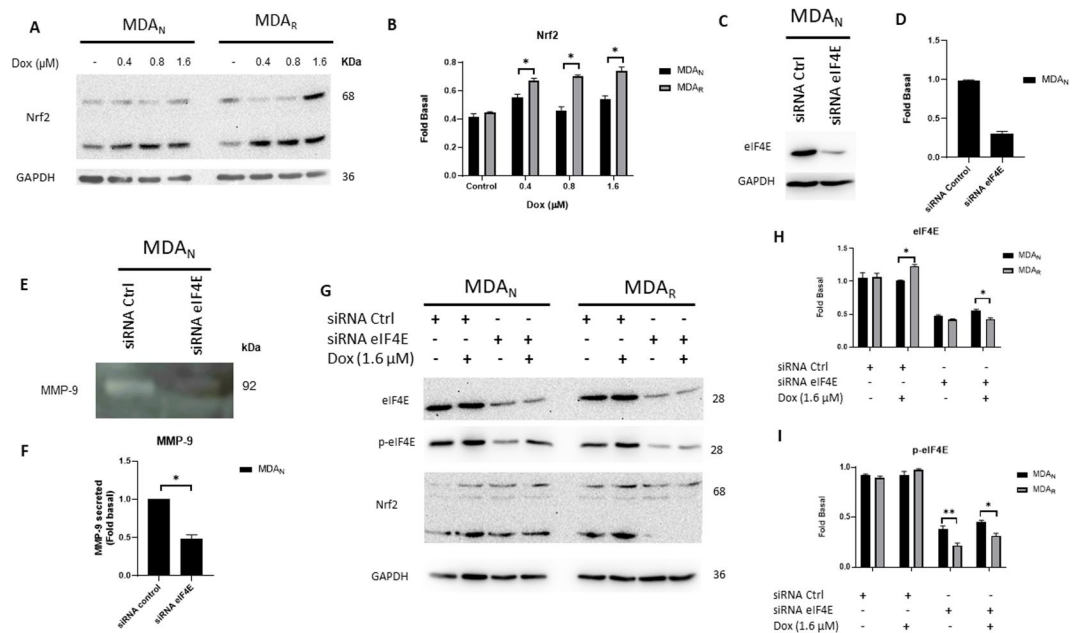 A
MDA_N MDA_R
Dox (µM) - 0.4 0.8 1.6 - 0.4 0.8 1.6 KDa
Nrf2 68
GAPDH 36
B
Nrf2
Fold Basal
0.8
0.6
0.4
0.2
0.0
* * *
Control 0.4 0.8 1.6
Dox (µM)
MDA_N
MDA_R
C
MDA_N
siRNA Ctrl
siRNA eIF4E
eIF4E
GAPDH
D
1.5
1.0
0.5
0.0
siRNA Control
siRNA eIF4E
MDA_N
E
MDA_N
siRNA Ctrl
siRNA eIF4E
kDa
MMP-9 92
F
MMP-9
MMP-9 secreted
(Fold basal)
1.5
1.0
0.5
0.0
*
siRNA control
siRNA eIF4E
MDA_N
G
MDA_N MDA_R
siRNA Ctrl + + - - + + - -
siRNA eIF4E - - + + - - + +
Dox (1.6 µM) - + - + - + - +
eIF4E 28
p-eIF4E 28
Nrf2 68
GAPDH 36
H
eIF4E
Fold Basal
1.5
1.0
0.5
0.0
* *
MDA_N
MDA_R
siRNA Ctrl + + - -
siRNA eIF4E - - + +
Dox (1.6 µM) - + - +
I
p-eIF4E
Fold Basal
1.0
0.5
0.0
** *
MDA_N
MDA_R
siRNA Ctrl + + - -
siRNA eIF4E - - + +
Dox (1.6 µM) - + - +